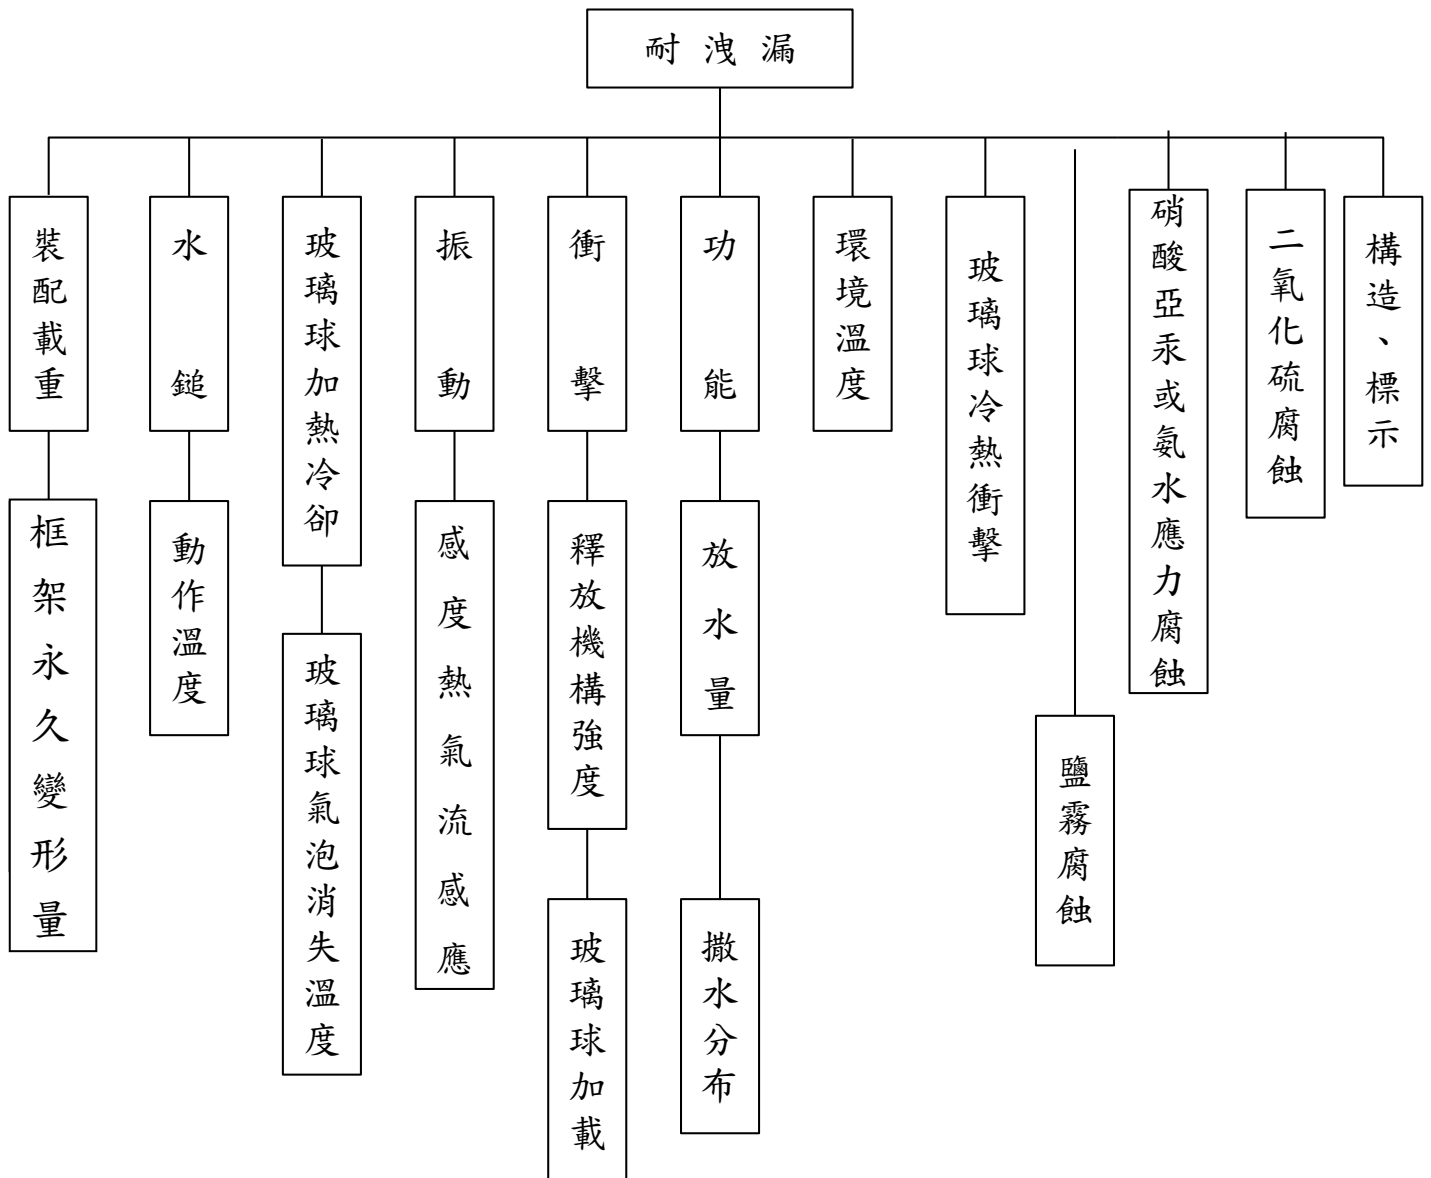 耐洩漏
裝配載重
水鎚
玻璃球加熱冷卻
振動
衝擊
功能
環境溫度
玻璃球冷熱衝擊
鹽霧腐蝕
硝酸亞汞或氨水應力腐蝕
二氧化硫腐蝕
構造、標示
框架永久變形量
動作溫度
玻璃球氣泡消失溫度
感度熱氣流感應
釋放機構強度
放水量
玻璃球加載
撒水分布